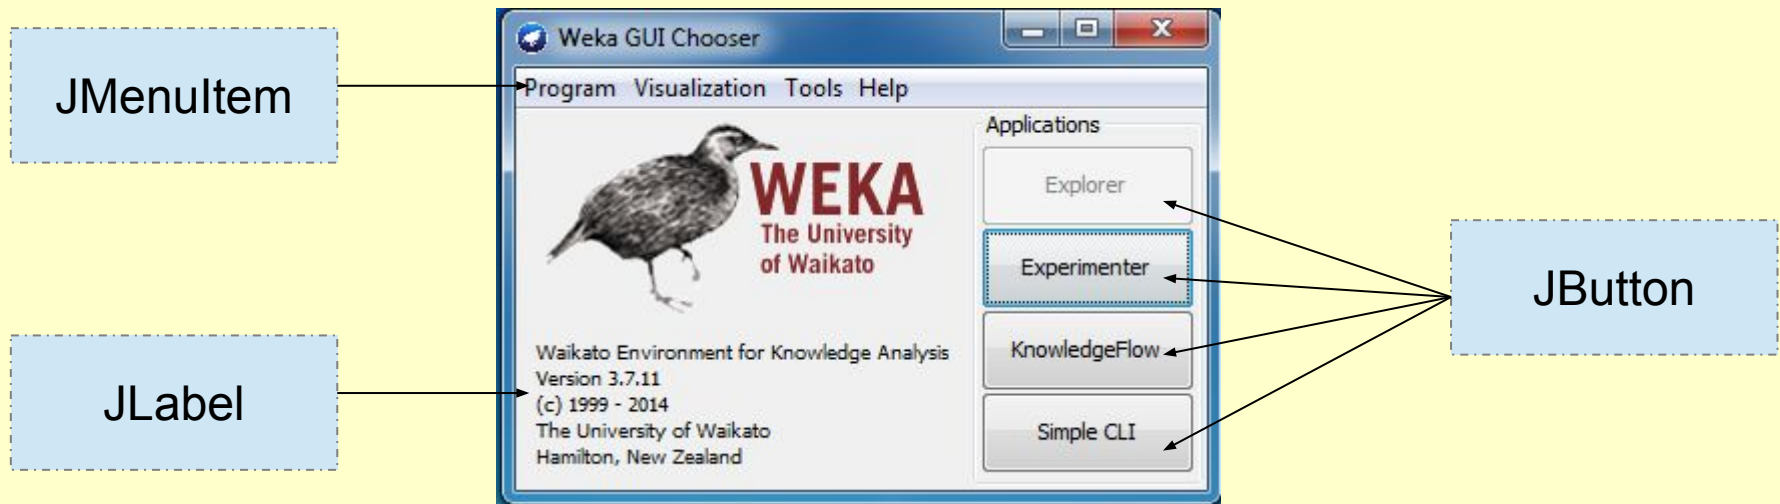 JMenuItem
JLabel
Weka GUI Chooser
Program Visualization Tools Help
WEKA
The University
of Waikato
Waikato Environment for Knowledge Analysis
Version 3.7.11
(c) 1999 - 2014
The University of Waikato
Hamilton, New Zealand
Applications
Explorer
Experimenter
KnowledgeFlow
Simple CLI
JButton